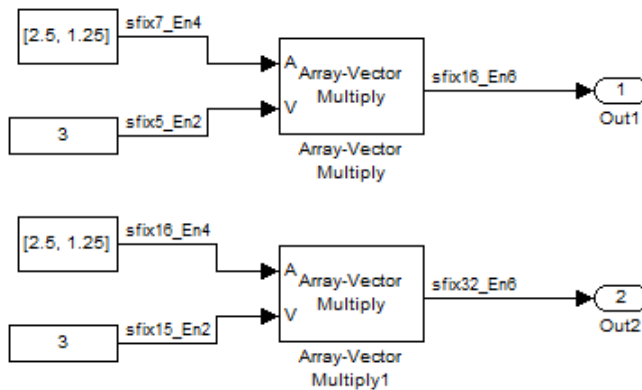 [2.5, 1.25]
sfix7_En4
A
Array-Vector
Multiply
V
sfix16_En6
1
Out1
3
sfix5_En2
Array-Vector
Multiply
[2.5, 1.25]
sfix16_En4
A
Array-Vector
Multiply
V
sfix32_En6
2
Out2
3
sfix15_En2
Array-Vector
Multiply1